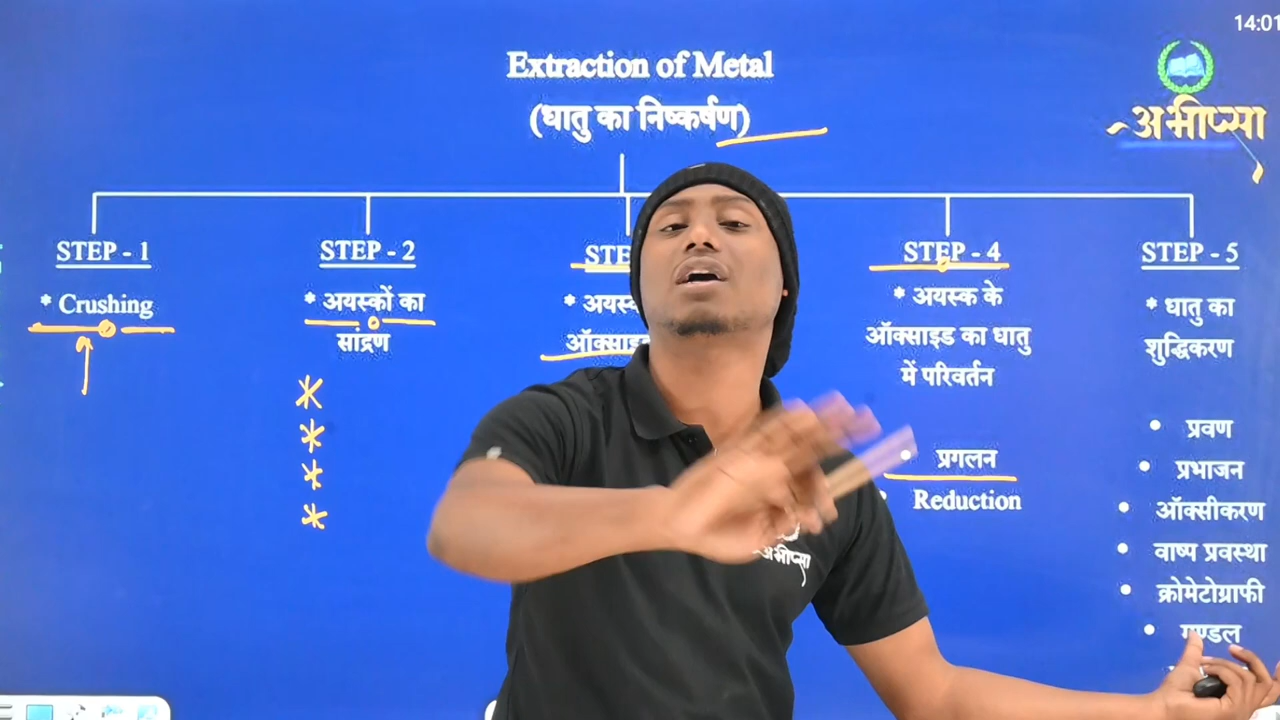 14:01
Extraction of Metal
(धातु का निष्कर्षण)
अभीप्सा
STEP - 1
* Crushing
STEP - 2
* अयस्कों का
सांद्रण
STEP - 4
* अयस्क के
ऑक्साइड का धातु
में परिवर्तन
• प्रगलन
Reduction
STEP - 5
* धातु का
शुद्धिकरण
• प्रवण
• प्रभाजन
• ऑक्सीकरण
• वाष्प प्रवस्था
• क्रोमेटोग्राफी
अभीप्सा